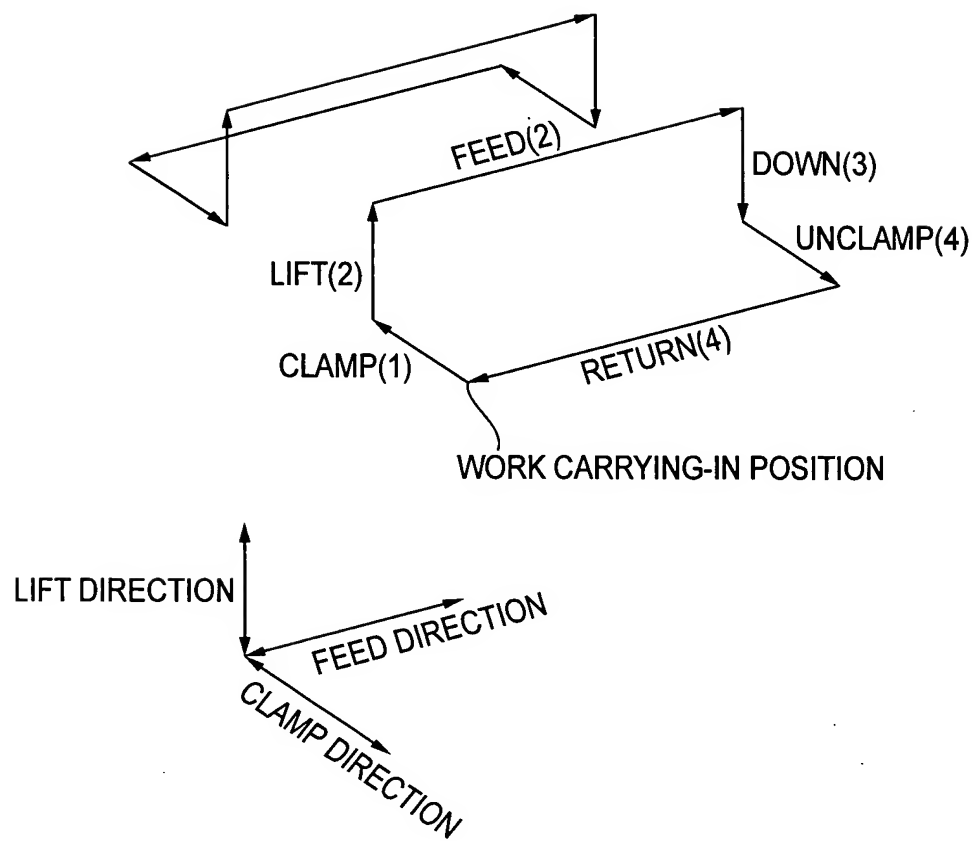 FEED(2)
DOWN(3)
UNCLAMP(4)
LIFT(2)
CLAMP(1)
RETURN(4)
WORK CARRYING-IN POSITION
LIFT DIRECTION
FEED DIRECTION
CLAMP DIRECTION